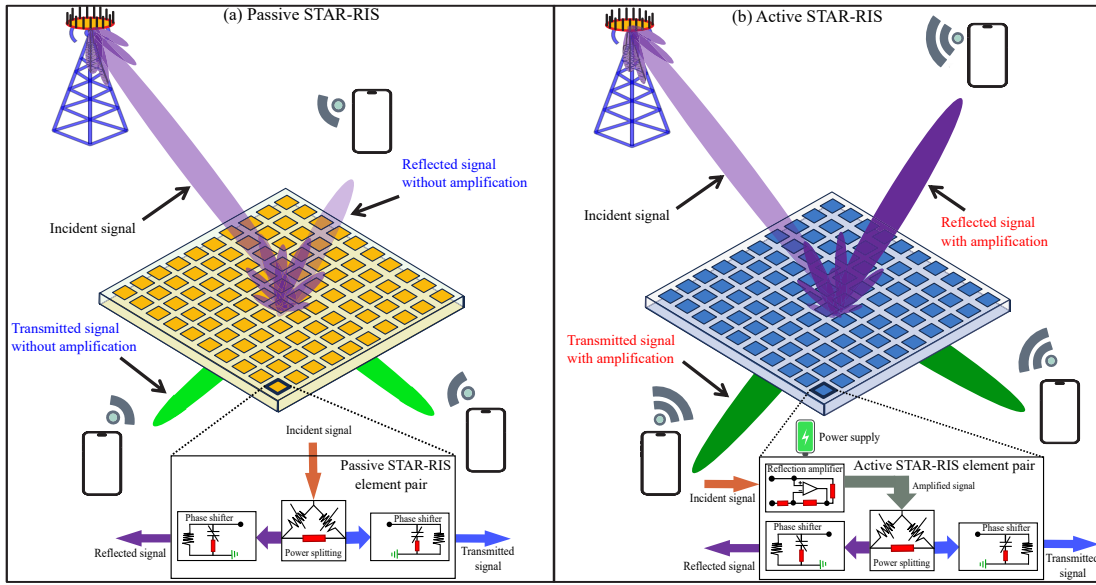 (a) Passive STAR-RIS
Reflected signal
without amplification
Incident signal
Transmitted signal
without amplification
Incident signal
Passive STAR-RIS
element pair
Phase shifter
Phase shifter
Power splitting
Reflected signal
Transmitted
signal
(b) Active STAR-RIS
Incident signal
Reflected signal
with amplification
Transmitted signal
with amplification
Power supply
Reflection amplifier
Active STAR-RIS element pair
Incident signal
Amplified signal
Phase shifter
Phase shifter
Power splitting
Reflected signal
Transmitted
signal